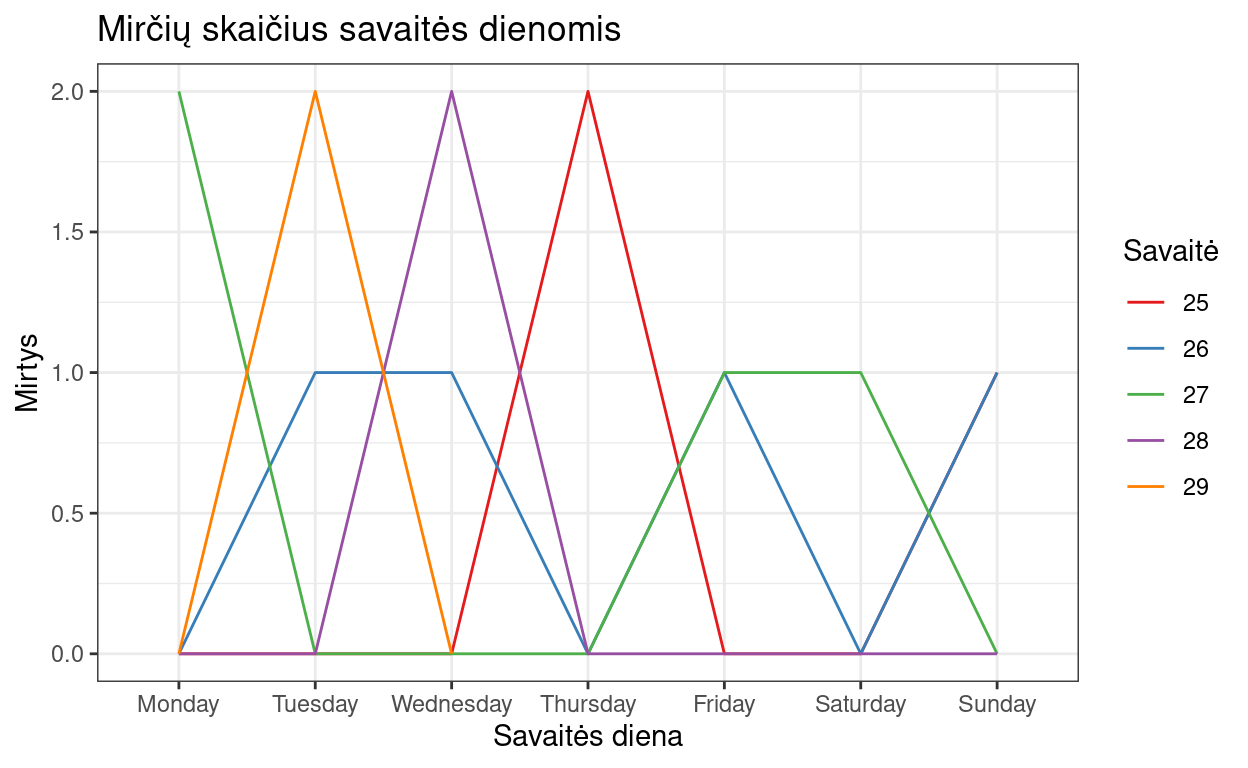 Mirčių skaičius savaitės dienomis
Mirtys
2.0
1.5
1.0
0.5
0.0
Monday Tuesday Wednesday Thursday Friday Saturday Sunday
Savaitės diena
Savaitė
25
26
27
28
29